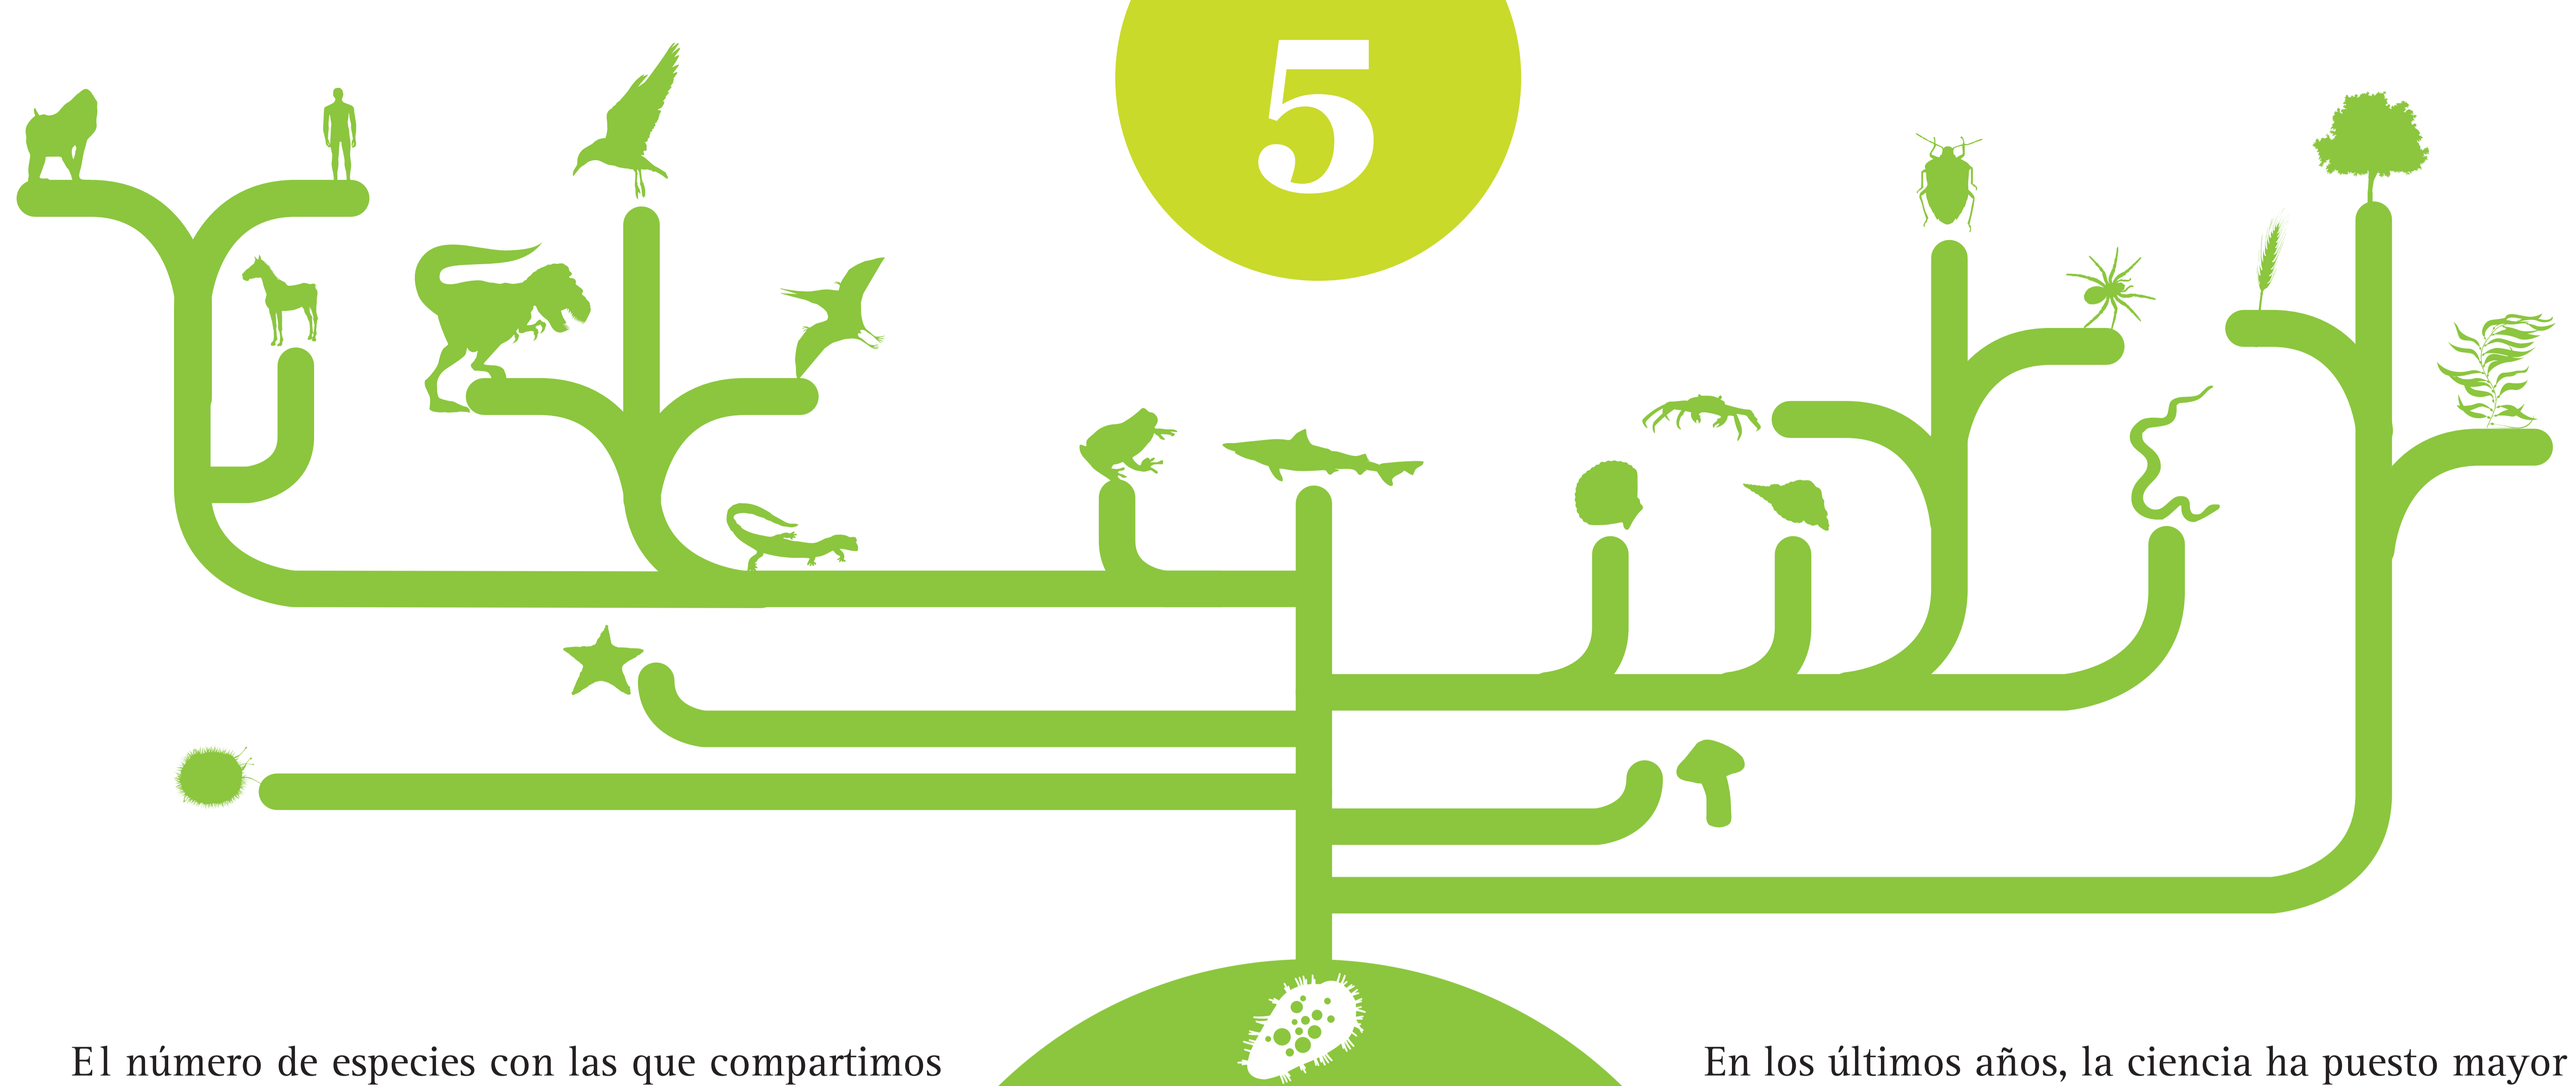 5
El número de especies con las que compartimos
En los últimos años, la ciencia ha puesto mayor